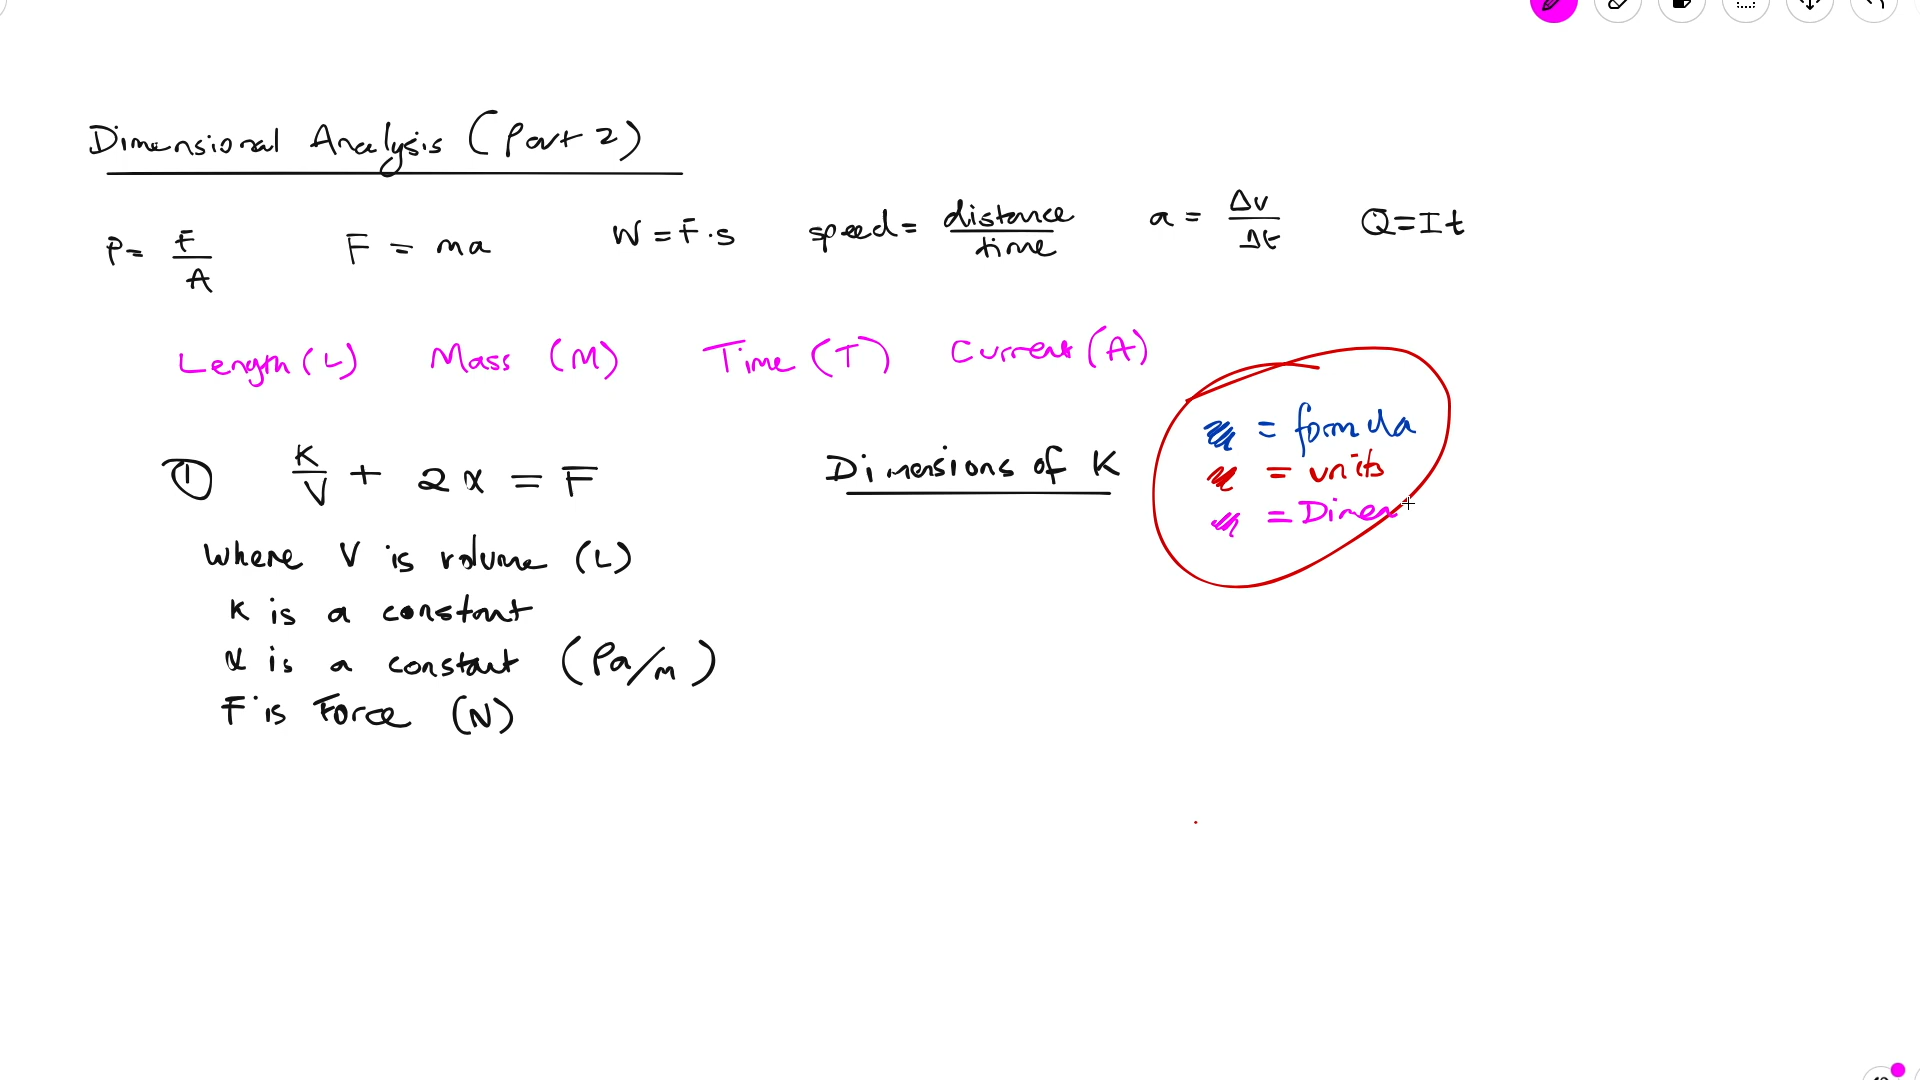 Dimensional Analysis (Part 2)
P = F/A F = ma W = F·s speed = distance/time a = Δv/Δt Q = It
Length (L) Mass (M) Time (T) Current (A)
① K/V + 2α = F Dimensions of K
= formula
= units
= Dimen
where V is volume (L)
K is a constant
α is a constant (Pa/m)
F is Force (N)